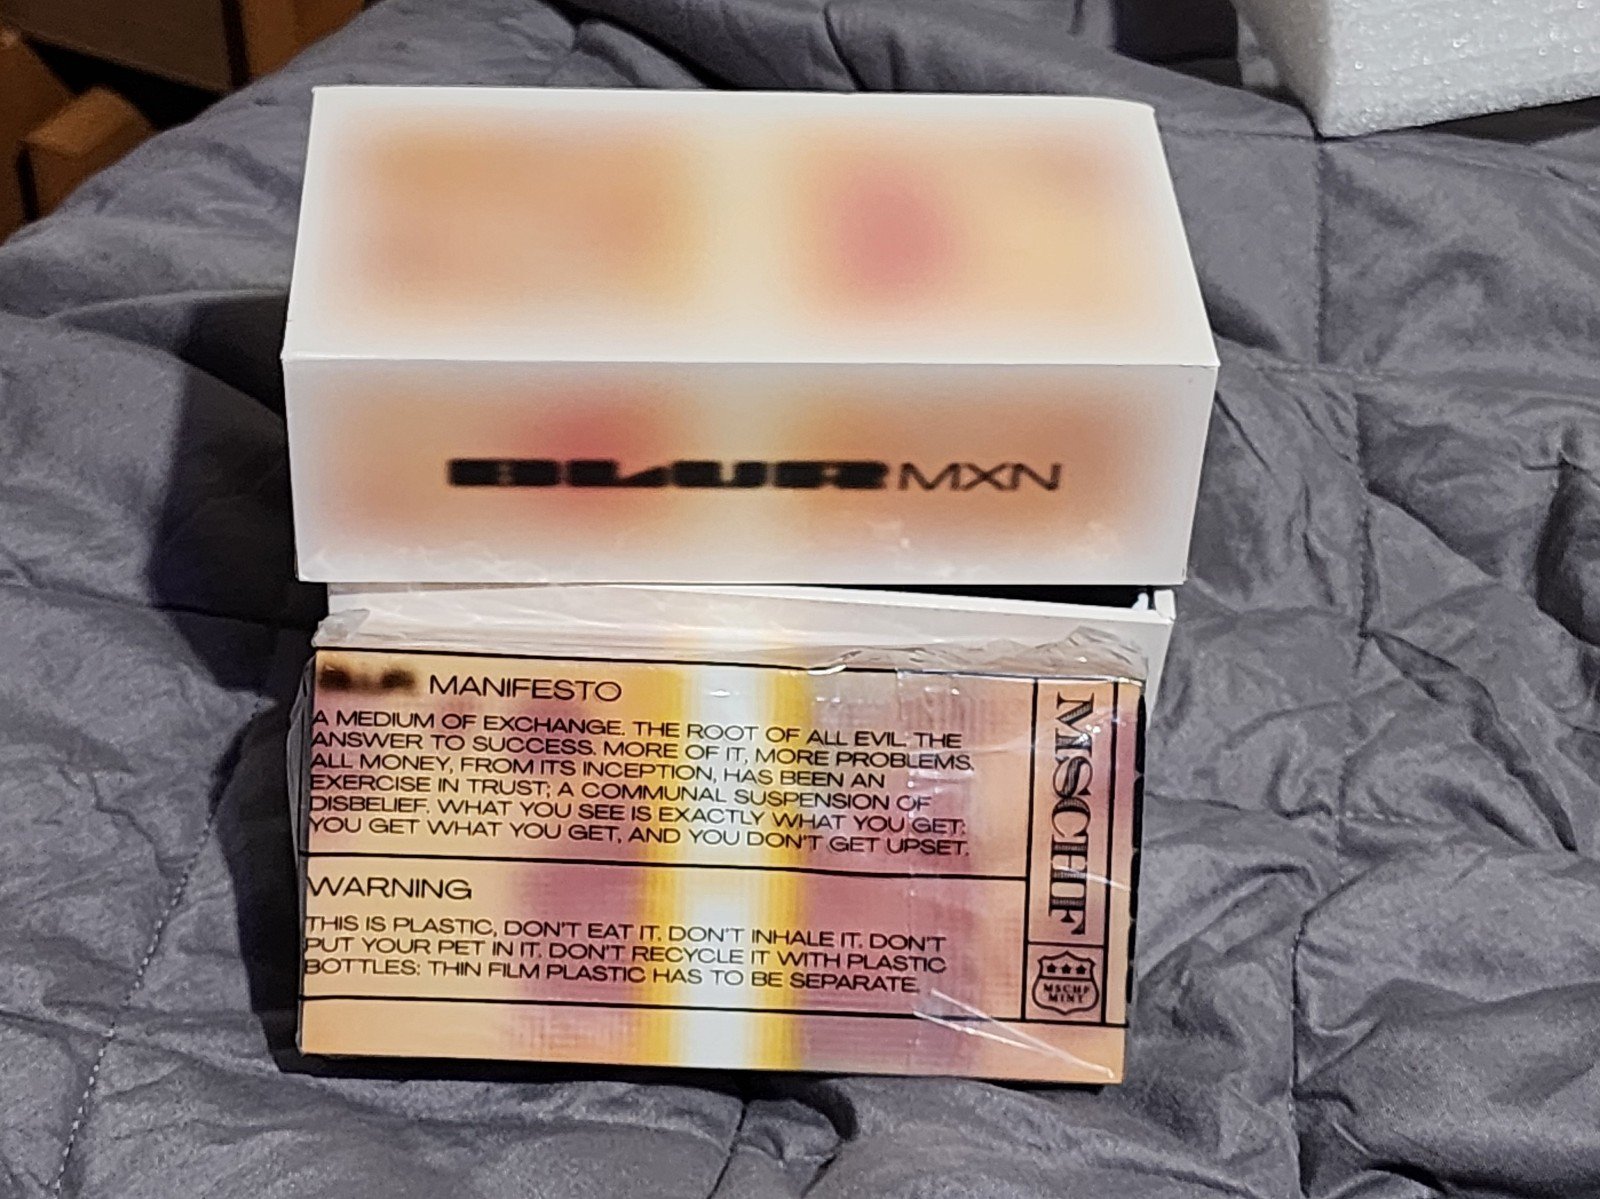 BLUR MXN
BLUR MANIFESTO
A MEDIUM OF EXCHANGE. THE ROOT OF ALL EVIL. THE
ANSWER TO SUCCESS. MORE OF IT, MORE PROBLEMS.
ALL MONEY, FROM ITS INCEPTION, HAS BEEN AN
EXERCISE IN TRUST; A COMMUNAL SUSPENSION OF
DISBELIEF. WHAT YOU SEE IS EXACTLY WHAT YOU GET:
YOU GET WHAT YOU GET, AND YOU DON'T GET UPSET.
WARNING
THIS IS PLASTIC, DON'T EAT IT. DON'T INHALE IT. DON'T
PUT YOUR PET IN IT. DON'T RECYCLE IT WITH PLASTIC
BOTTLES: THIN FILM PLASTIC HAS TO BE SEPARATE.
MSCHF
MSCHF
MINT